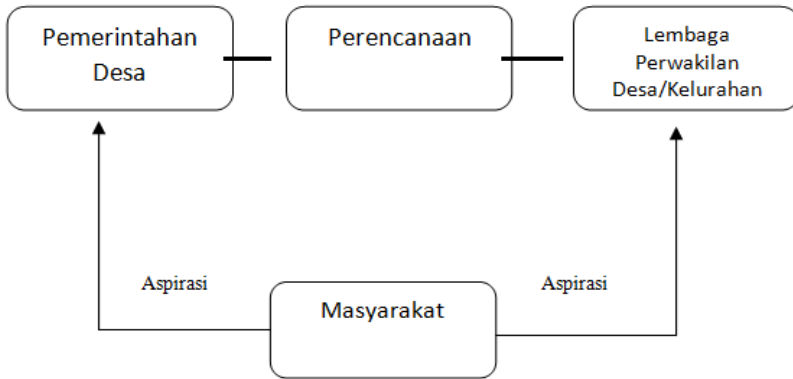 Pemerintahan
Desa
Perencanaan
Lembaga
Perwakilan
Desa/Kelurahan
Aspirasi
Aspirasi
Masyarakat